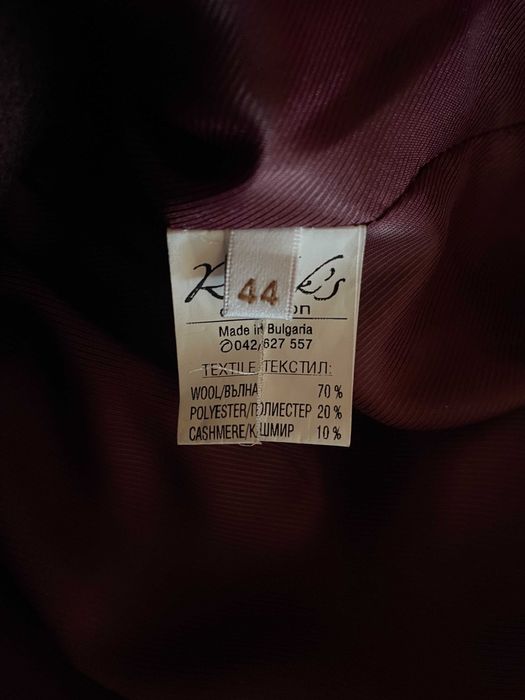 44
Made in Bulgaria
✆042/627 557
TEXTILE ТЕКСТИЛ:
WOOL/ВЪЛНА 70 %
POLYESTER/ПОЛИЕСТЕР 20 %
CASHMERE/КАШМИР 10 %